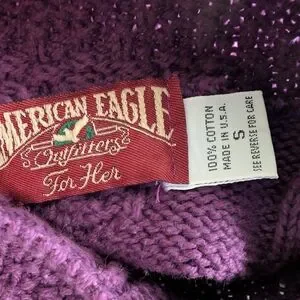 AMERICAN EAGLE
Outfitters
For Her
100% COTTON
MADE IN U.S.A.
S
SEE REVERSE FOR CARE